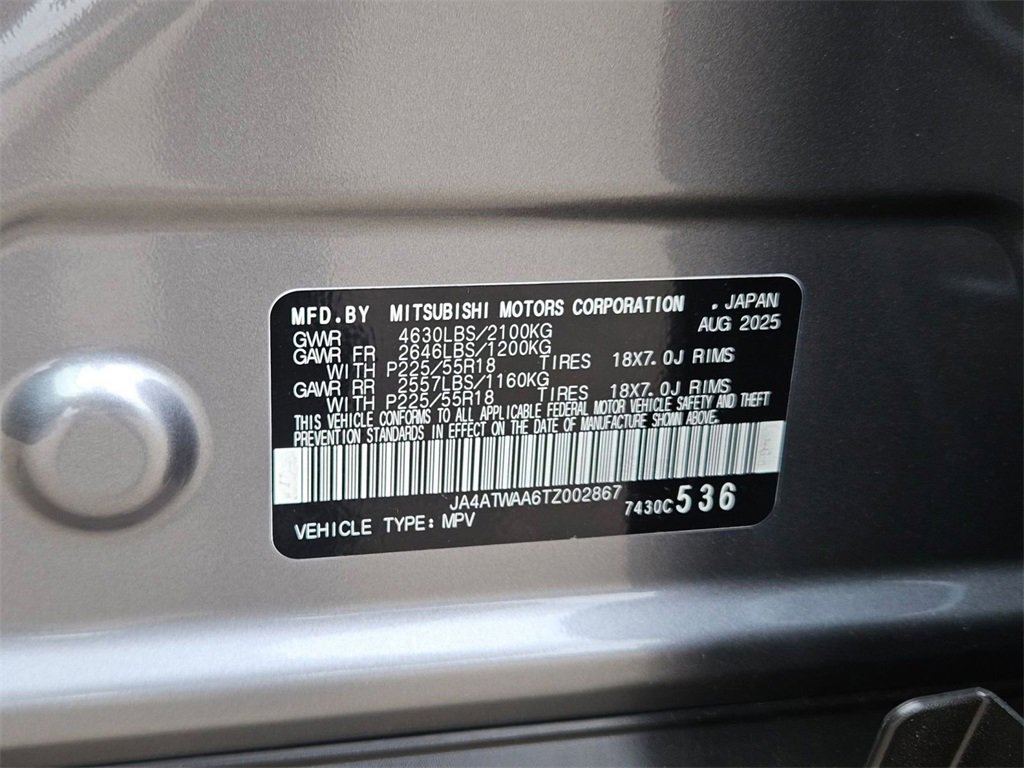 MFD.BY MITSUBISHI MOTORS CORPORATION . JAPAN
AUG 2025
GVWR 4630LBS/2100KG
GAWR FR 2646LBS/1200KG
WITH P225/55R18 TIRES 18X7.0J RIMS
GAWR RR 2557LBS/1160KG
WITH P225/55R18 TIRES 18X7.0J RIMS
THIS VEHICLE CONFORMS TO ALL APPLICABLE FEDERAL MOTOR VEHICLE SAFETY AND THEFT
PREVENTION STANDARDS IN EFFECT ON THE DATE OF MANUFACTURE SHOWN ABOVE.
JA4ATWAA6TZ002867
7430C536
VEHICLE TYPE: MPV